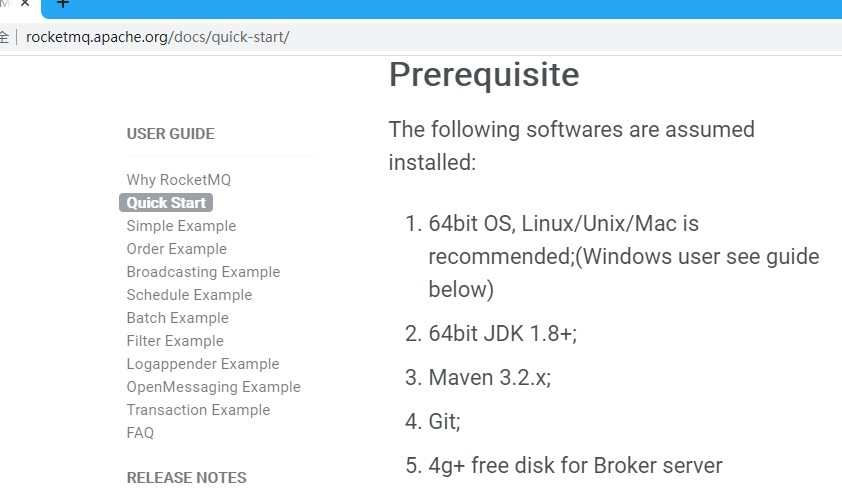 全 | rocketmq.apache.org/docs/quick-start/
USER GUIDE
Why RocketMQ
Quick Start
Simple Example
Order Example
Broadcasting Example
Schedule Example
Batch Example
Filter Example
Logappender Example
OpenMessaging Example
Transaction Example
FAQ
RELEASE NOTES
Prerequisite
The following softwares are assumed
installed:
1. 64bit OS, Linux/Unix/Mac is
recommended;(Windows user see guide
below)
2. 64bit JDK 1.8+;
3. Maven 3.2.x;
4. Git;
5. 4g+ free disk for Broker server